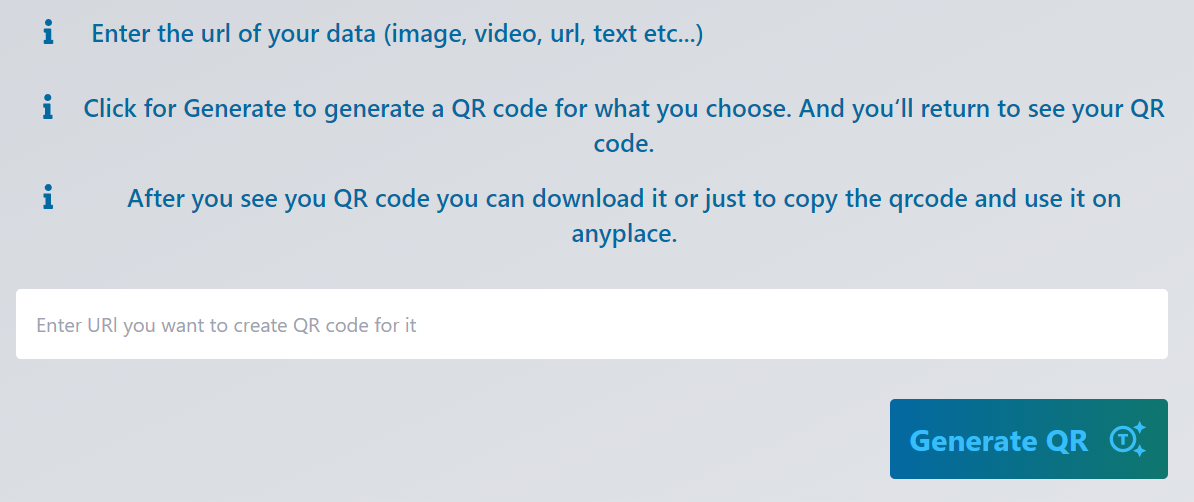 Enter the url of your data (image, video, url, text etc...)
Click for Generate to generate a QR code for what you choose. And you’ll return to see your QR
code.
After you see you QR code you can download it or just to copy the qrcode and use it on
anyplace.
Enter URl you want to create QR code for it
Generate QR T